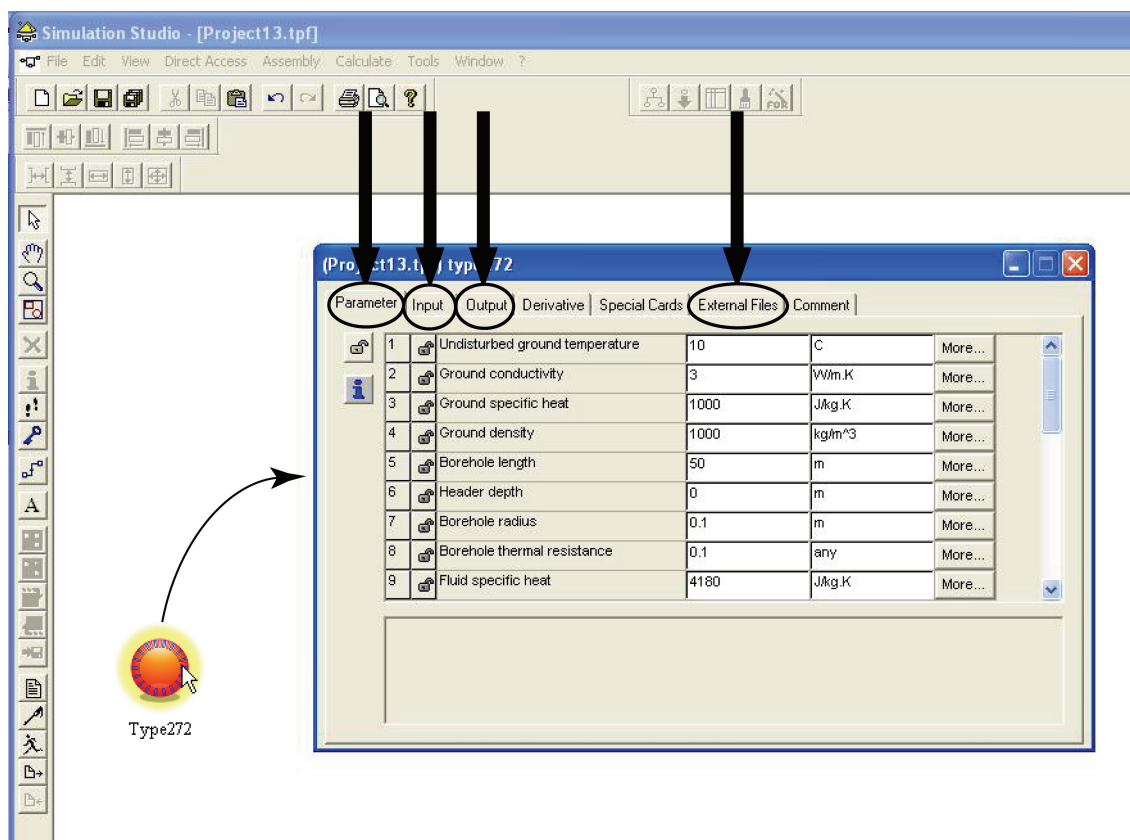 Simulation Studio - [Project13.tpf]
File Edit View Direct Access Assembly Calculate Tools Window ?
FOR
(Project13.tpf) type272
Parameter Input Output Derivative Special Cards External Files Comment
1 Undisturbed ground temperature 10 C More...
2 Ground conductivity 3 W/m.K More...
3 Ground specific heat 1000 J/kg.K More...
4 Ground density 1000 kg/m^3 More...
5 Borehole length 50 m More...
6 Header depth 0 m More...
7 Borehole radius 0.1 m More...
8 Borehole thermal resistance 0.1 any More...
9 Fluid specific heat 4180 J/kg.K More...
A
Type272